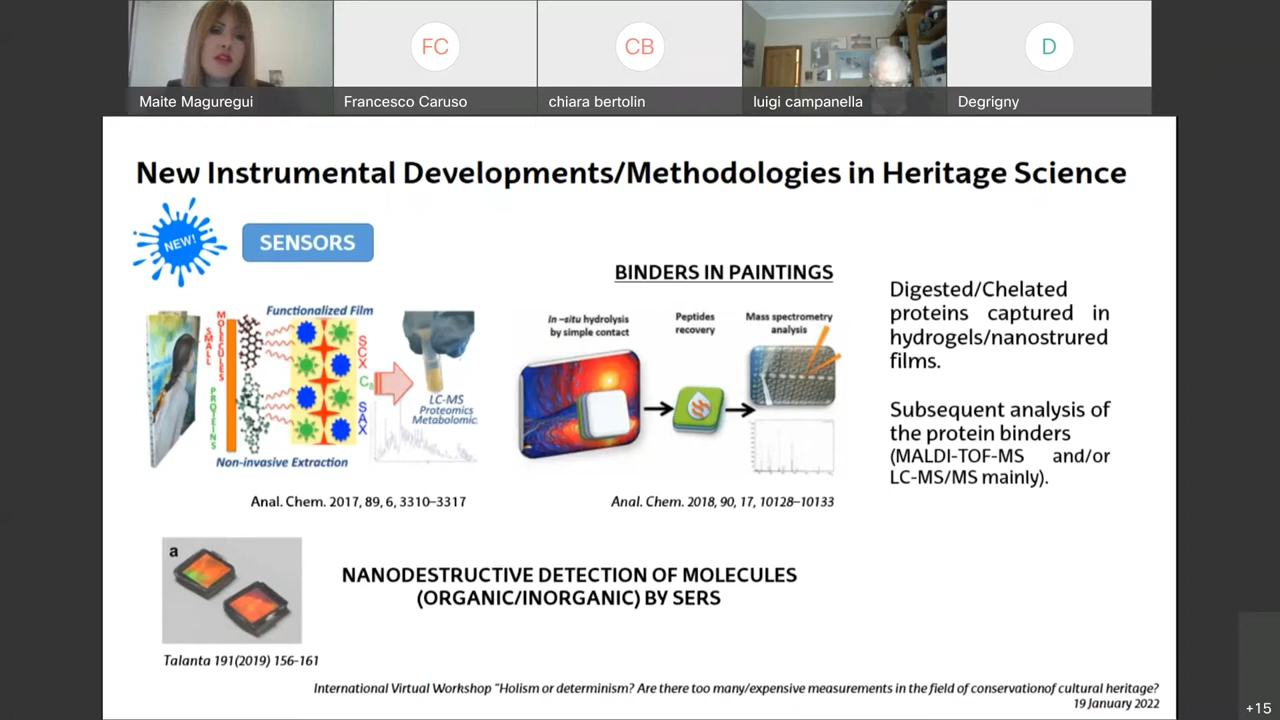 FC
CB
D
Maite Maguregui
Francesco Caruso
chiara bertolin
luigi campanella
Degrigny
New Instrumental Developments/Methodologies in Heritage Science
NEW!
SENSORS
BINDERS IN PAINTINGS
Functionalized Film
SMALL
MOLECULES
PROTEINS
SCX
C8
SAX
LC-MS
Proteomics
Metabolomic
Non-invasive Extraction
Anal. Chem. 2017, 89, 6, 3310–3317
In –situ hydrolysis
by simple contact
Peptides
recovery
Mass spectrometry
analysis
Anal. Chem. 2018, 90, 17, 10128–10133
Digested/Chelated
proteins captured in
hydrogels/nanostrured
films.
Subsequent analysis of
the protein binders
(MALDI-TOF-MS and/or
LC-MS/MS mainly).
a
NANODESTRUCTIVE DETECTION OF MOLECULES
(ORGANIC/INORGANIC) BY SERS
Talanta 191(2019) 156-161
International Virtual Workshop "Holism or determinism? Are there too many/expensive measurements in the field of conservationof cultural heritage?
19 January 2022
+15